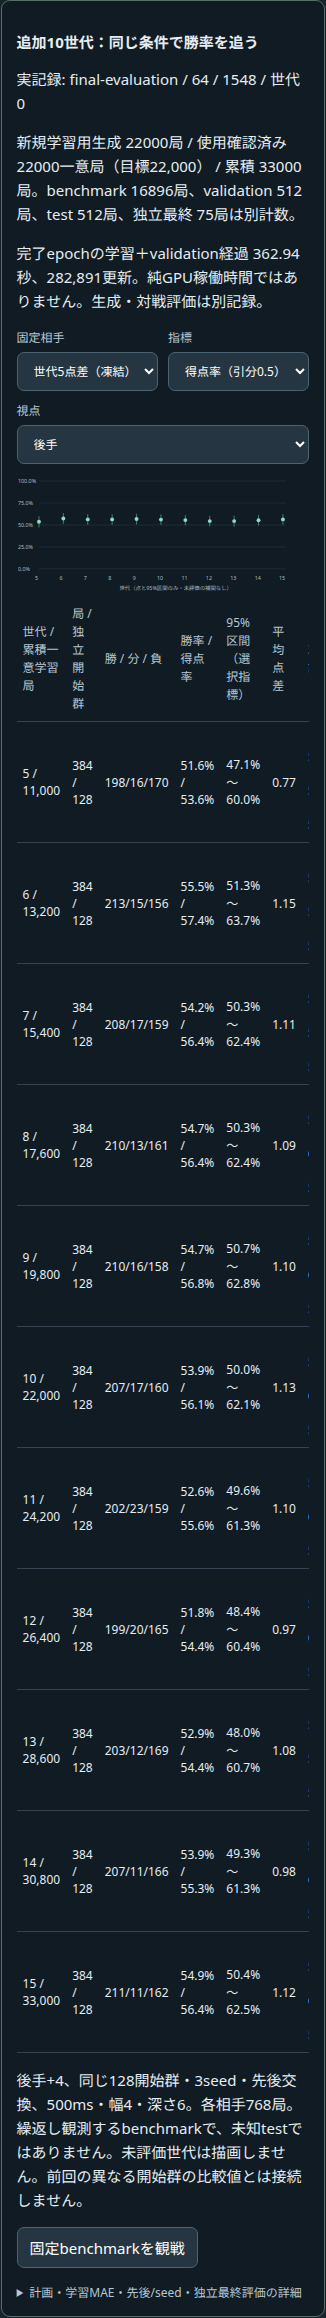 追加10世代：同じ条件で勝率を追う
実記録: final-evaluation / 64 / 1548 / 世代
0
新規学習用生成 22000局 / 使用確認済み
22000一意局（目標22,000） / 累積 33000
局。benchmark 16896局、validation 512
局、test 512局、独立最終 75局は別計数。
完了epochの学習＋validation経過 362.94
秒、282,891更新。純GPU稼働時間ではあ
りません。生成・対戦評価は別記録。
固定相手 指標
世代5点差（凍結） 得点率（引分0.5）
視点
後手
100.0%
75.0%
50.0%
25.0%
0.0%
5 6 7 8 9 10 11 12 13 14 15
世代（点と95%区間のみ・未評価の補間なし）
世代 / 累積一意学習局 局 / 独立開始群 勝 / 分 / 負 勝率 / 得点率 95%区間（選択指標） 平均点差
5 / 11,000 384 / 128 198/16/170 51.6% / 53.6% 47.1% ～ 60.0% 0.77
6 / 13,200 384 / 128 213/15/156 55.5% / 57.4% 51.3% ～ 63.7% 1.15
7 / 15,400 384 / 128 208/17/159 54.2% / 56.4% 50.3% ～ 62.4% 1.11
8 / 17,600 384 / 128 210/13/161 54.7% / 56.4% 50.3% ～ 62.4% 1.09
9 / 19,800 384 / 128 210/16/158 54.7% / 56.8% 50.7% ～ 62.8% 1.10
10 / 22,000 384 / 128 207/17/160 53.9% / 56.1% 50.0% ～ 62.1% 1.13
11 / 24,200 384 / 128 202/23/159 52.6% / 55.6% 49.6% ～ 61.3% 1.10
12 / 26,400 384 / 128 199/20/165 51.8% / 54.4% 48.4% ～ 60.4% 0.97
13 / 28,600 384 / 128 203/12/169 52.9% / 54.4% 48.0% ～ 60.7% 1.08
14 / 30,800 384 / 128 207/11/166 53.9% / 55.3% 49.3% ～ 61.3% 0.98
15 / 33,000 384 / 128 211/11/162 54.9% / 56.4% 50.4% ～ 62.5% 1.12
後手+4、同じ128開始群・3seed・先後交
換、500ms・幅4・深さ6。各相手768局。
繰返し観測するbenchmarkで、未知testで
はありません。未評価世代は描画しませ
ん。前回の異なる開始群の比較値とは接続
しません。
固定benchmarkを観戦
▶ 計画・学習MAE・先後/seed・独立最終評価の詳細